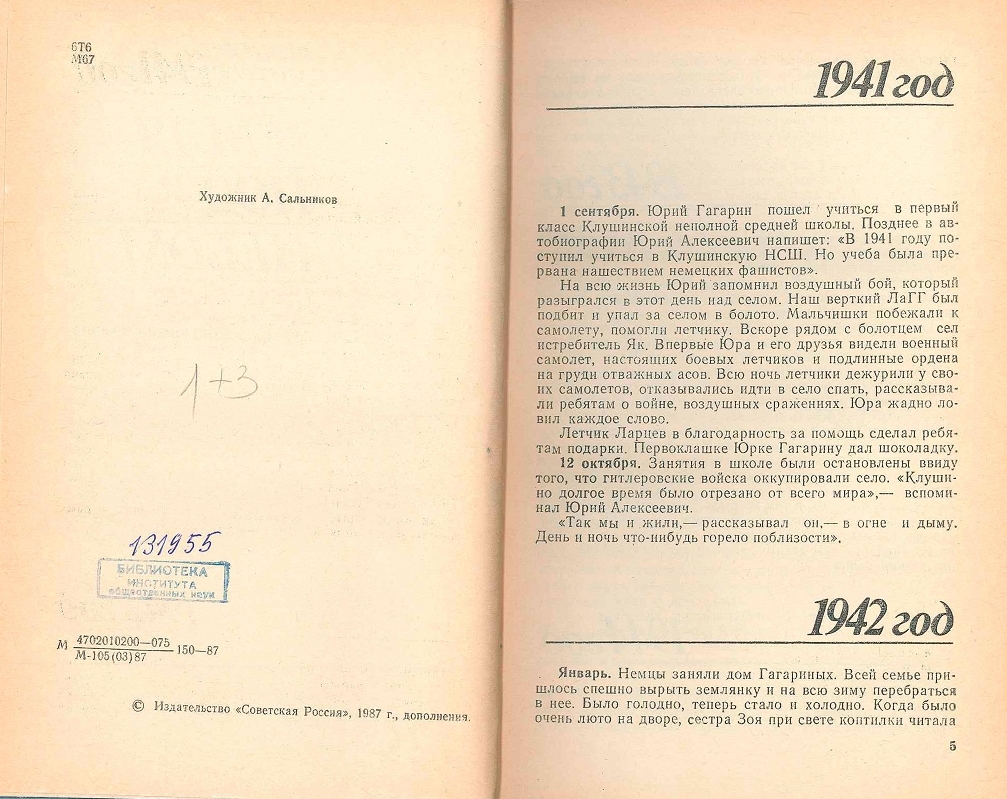 6Т6
М67
Художник А. Сальников
1+3
131955
БИБЛИОТЕКА
ИНСТИТУТА
ОБЩЕСТВЕННЫХ НАУК
М 4702010200—075 150—87
М-105(03)87
© Издательство «Советская Россия», 1987 г., дополнения.
1941 год
1 сентября. Юрий Гагарин пошел учиться в первый
класс Клушинской неполной средней школы. Позднее в ав-
тобиографии Юрий Алексеевич напишет: «В 1941 году по-
ступил учиться в Клушинскую НСШ. Но учеба была пре-
рвана нашествием немецких фашистов».
На всю жизнь Юрий запомнил воздушный бой, который
разыгрался в этот день над селом. Наш верткий ЛаГГ был
подбит и упал за селом в болото. Мальчишки побежали к
самолету, помогли летчику. Вскоре рядом с болотцем сел
истребитель Як. Впервые Юра и его друзья видели военный
самолет, настоящих боевых летчиков и подлинные ордена
на груди отважных асов. Всю ночь летчики дежурили у сво-
их самолетов, отказывались идти в село спать, рассказыва-
ли ребятам о войне, воздушных сражениях. Юра жадно ло-
вил каждое слово.
Летчик Ларцев в благодарность за помощь сделал ребя-
там подарки. Первоклашке Юрке Гагарину дал шоколадку.
12 октября. Занятия в школе были остановлены ввиду
того, что гитлеровские войска оккупировали село. «Клуши-
но долгое время было отрезано от всего мира»,— вспоми-
нал Юрий Алексеевич.
«Так мы и жили,— рассказывал он,— в огне и дыму.
День и ночь что-нибудь горело поблизости».
1942 год
Январь. Немцы заняли дом Гагариных. Всей семье при-
шлось спешно вырыть землянку и на всю зиму перебраться
в нее. Было голодно, теперь стало и холодно. Когда было
очень люто на дворе, сестра Зоя при свете коптилки читала
5